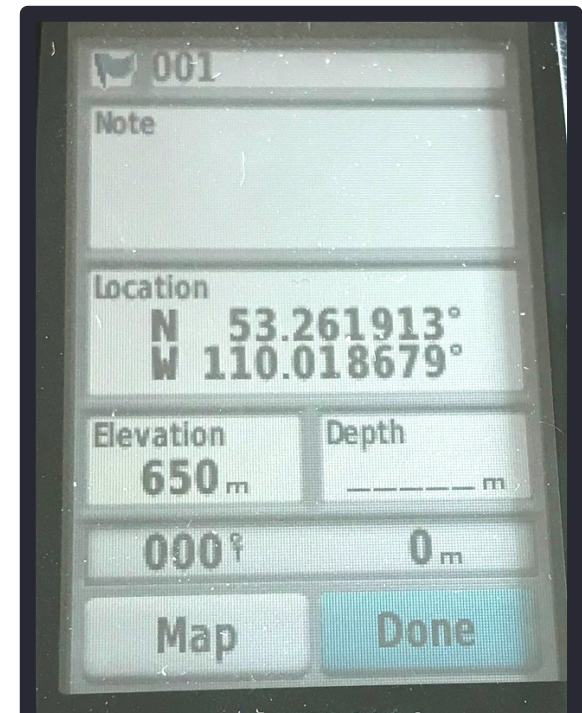 001
Note
Location
N 53.261913°
W 110.018679°
Elevation
650 m
Depth
_____ m
000°
0 m
Map
Done